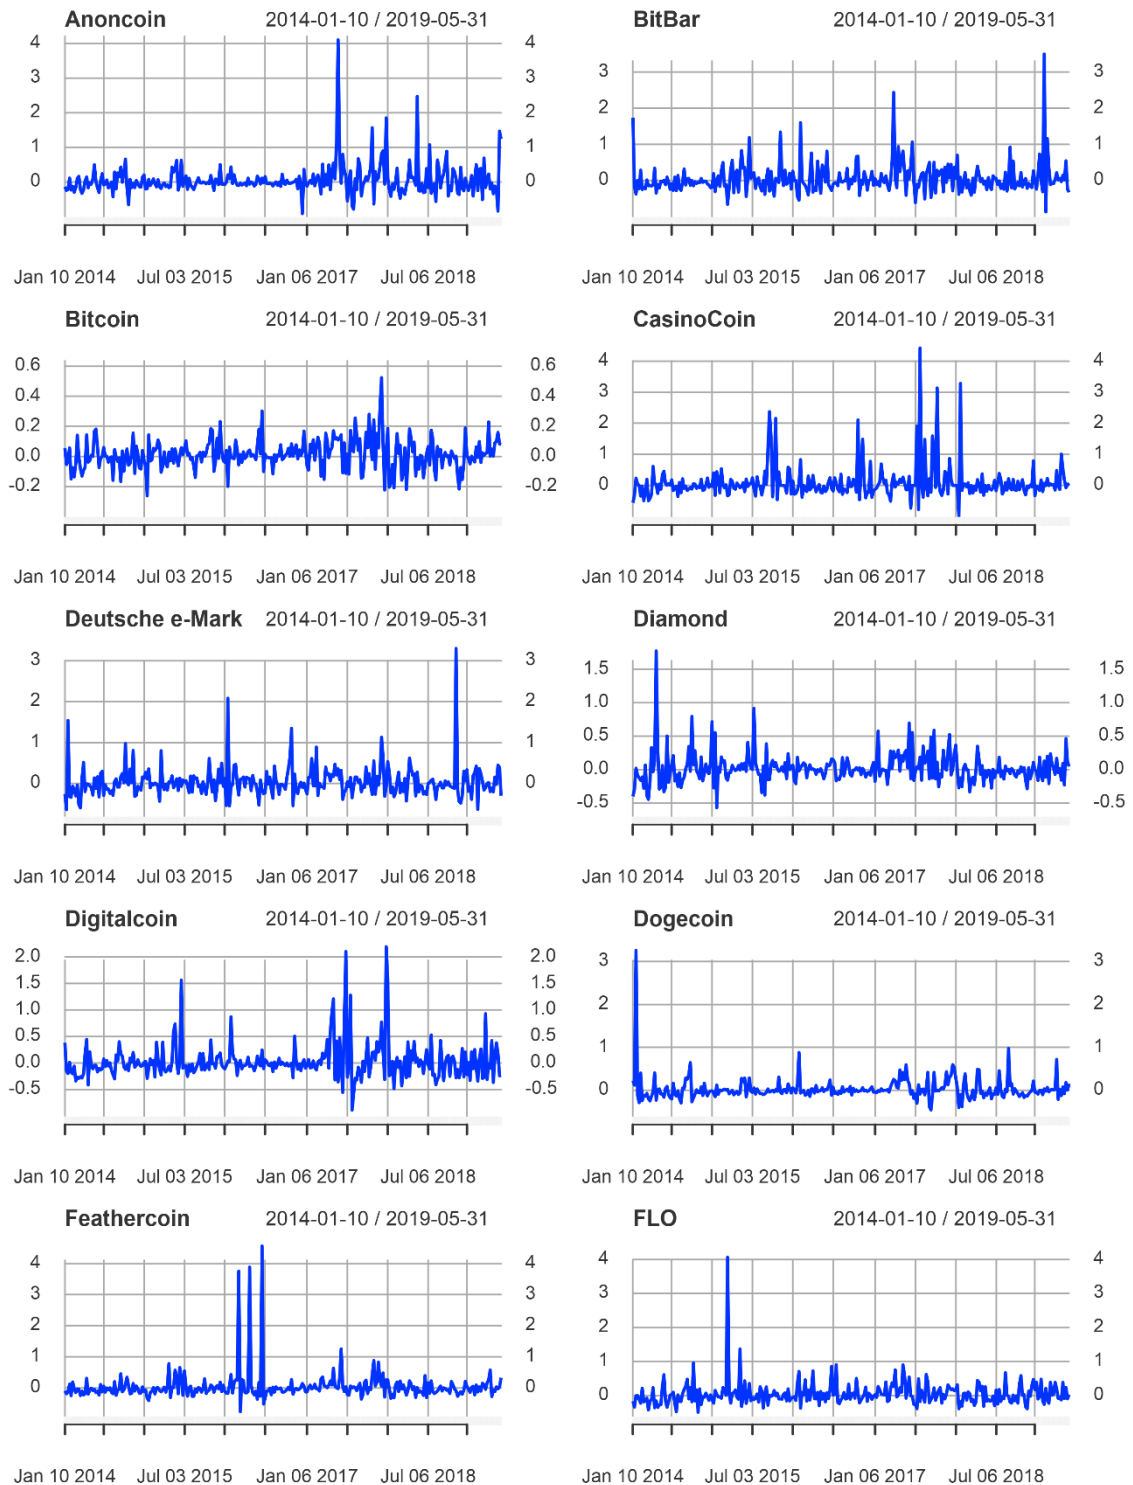 Anoncoin 2014-01-10 / 2019-05-31
4 4
3 3
2 2
1 1
0 0
Jan 10 2014 Jul 03 2015 Jan 06 2017 Jul 06 2018
BitBar 2014-01-10 / 2019-05-31
3 3
2 2
1 1
0 0
Jan 10 2014 Jul 03 2015 Jan 06 2017 Jul 06 2018
Bitcoin 2014-01-10 / 2019-05-31
0.6 0.6
0.4 0.4
0.2 0.2
0.0 0.0
-0.2 -0.2
Jan 10 2014 Jul 03 2015 Jan 06 2017 Jul 06 2018
CasinoCoin 2014-01-10 / 2019-05-31
4 4
3 3
2 2
1 1
0 0
Jan 10 2014 Jul 03 2015 Jan 06 2017 Jul 06 2018
Deutsche e-Mark 2014-01-10 / 2019-05-31
3 3
2 2
1 1
0 0
Jan 10 2014 Jul 03 2015 Jan 06 2017 Jul 06 2018
Diamond 2014-01-10 / 2019-05-31
1.5 1.5
1.0 1.0
0.5 0.5
0.0 0.0
-0.5 -0.5
Jan 10 2014 Jul 03 2015 Jan 06 2017 Jul 06 2018
Digitalcoin 2014-01-10 / 2019-05-31
2.0 2.0
1.5 1.5
1.0 1.0
0.5 0.5
0.0 0.0
-0.5 -0.5
Jan 10 2014 Jul 03 2015 Jan 06 2017 Jul 06 2018
Dogecoin 2014-01-10 / 2019-05-31
3 3
2 2
1 1
0 0
Jan 10 2014 Jul 03 2015 Jan 06 2017 Jul 06 2018
Feathercoin 2014-01-10 / 2019-05-31
4 4
3 3
2 2
1 1
0 0
Jan 10 2014 Jul 03 2015 Jan 06 2017 Jul 06 2018
FLO 2014-01-10 / 2019-05-31
4 4
3 3
2 2
1 1
0 0
Jan 10 2014 Jul 03 2015 Jan 06 2017 Jul 06 2018